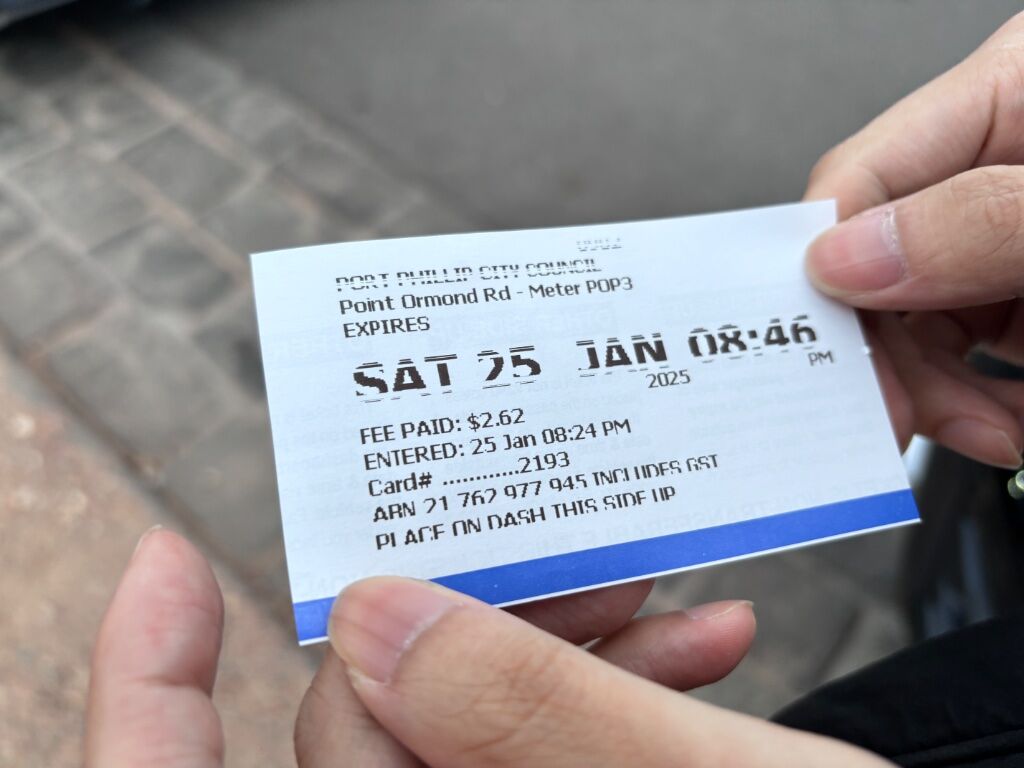 PORT PHILLIP CITY COUNCIL
Point Ormond Rd - Meter POP3
EXPIRES
SAT 25 JAN 08:46
PM
2025
FEE PAID: $2.62
ENTERED: 25 Jan 08:24 PM
Card# ............2193
ABN 21 762 977 945 INCLUDES GST
PLACE ON DASH THIS SIDE UP